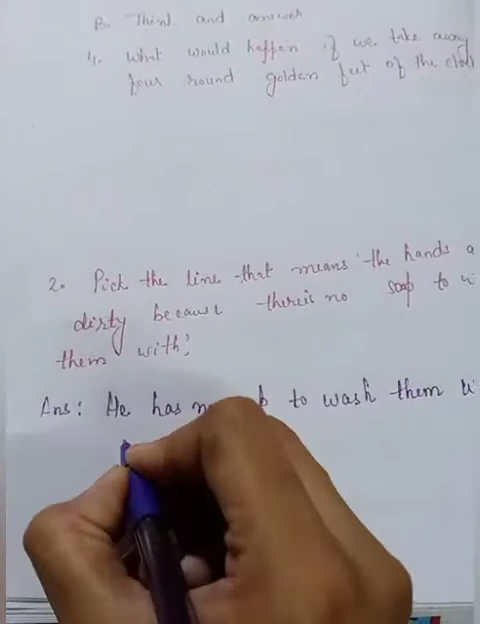 B. Think and answer
1. What would happen if we take away
four round golden feet of the clock
2. Pick the line that means 'the hands a
dirty because there is no soap to w
them with?
Ans: He has no to wash them w